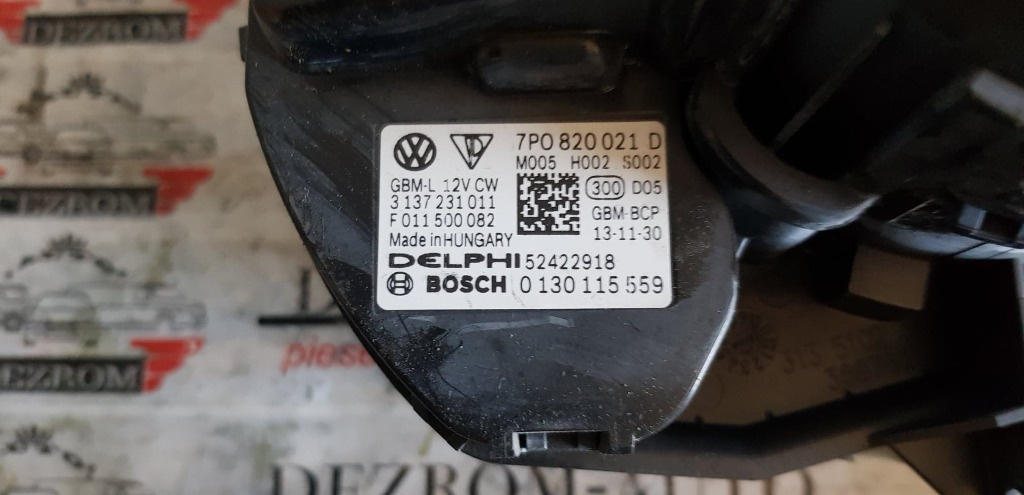 DEZROM
7P0 820 021 D
M005 H002 S002
GBM-L 12V CW
300 D05
3 137 231 011
GBM-BCP
F 011 500 082
13-11-30
Made in HUNGARY
DELPHI 52422918
BOSCH 0 130 115 559
DEZROM
piese
DEZROM
DEZROM-AUTO